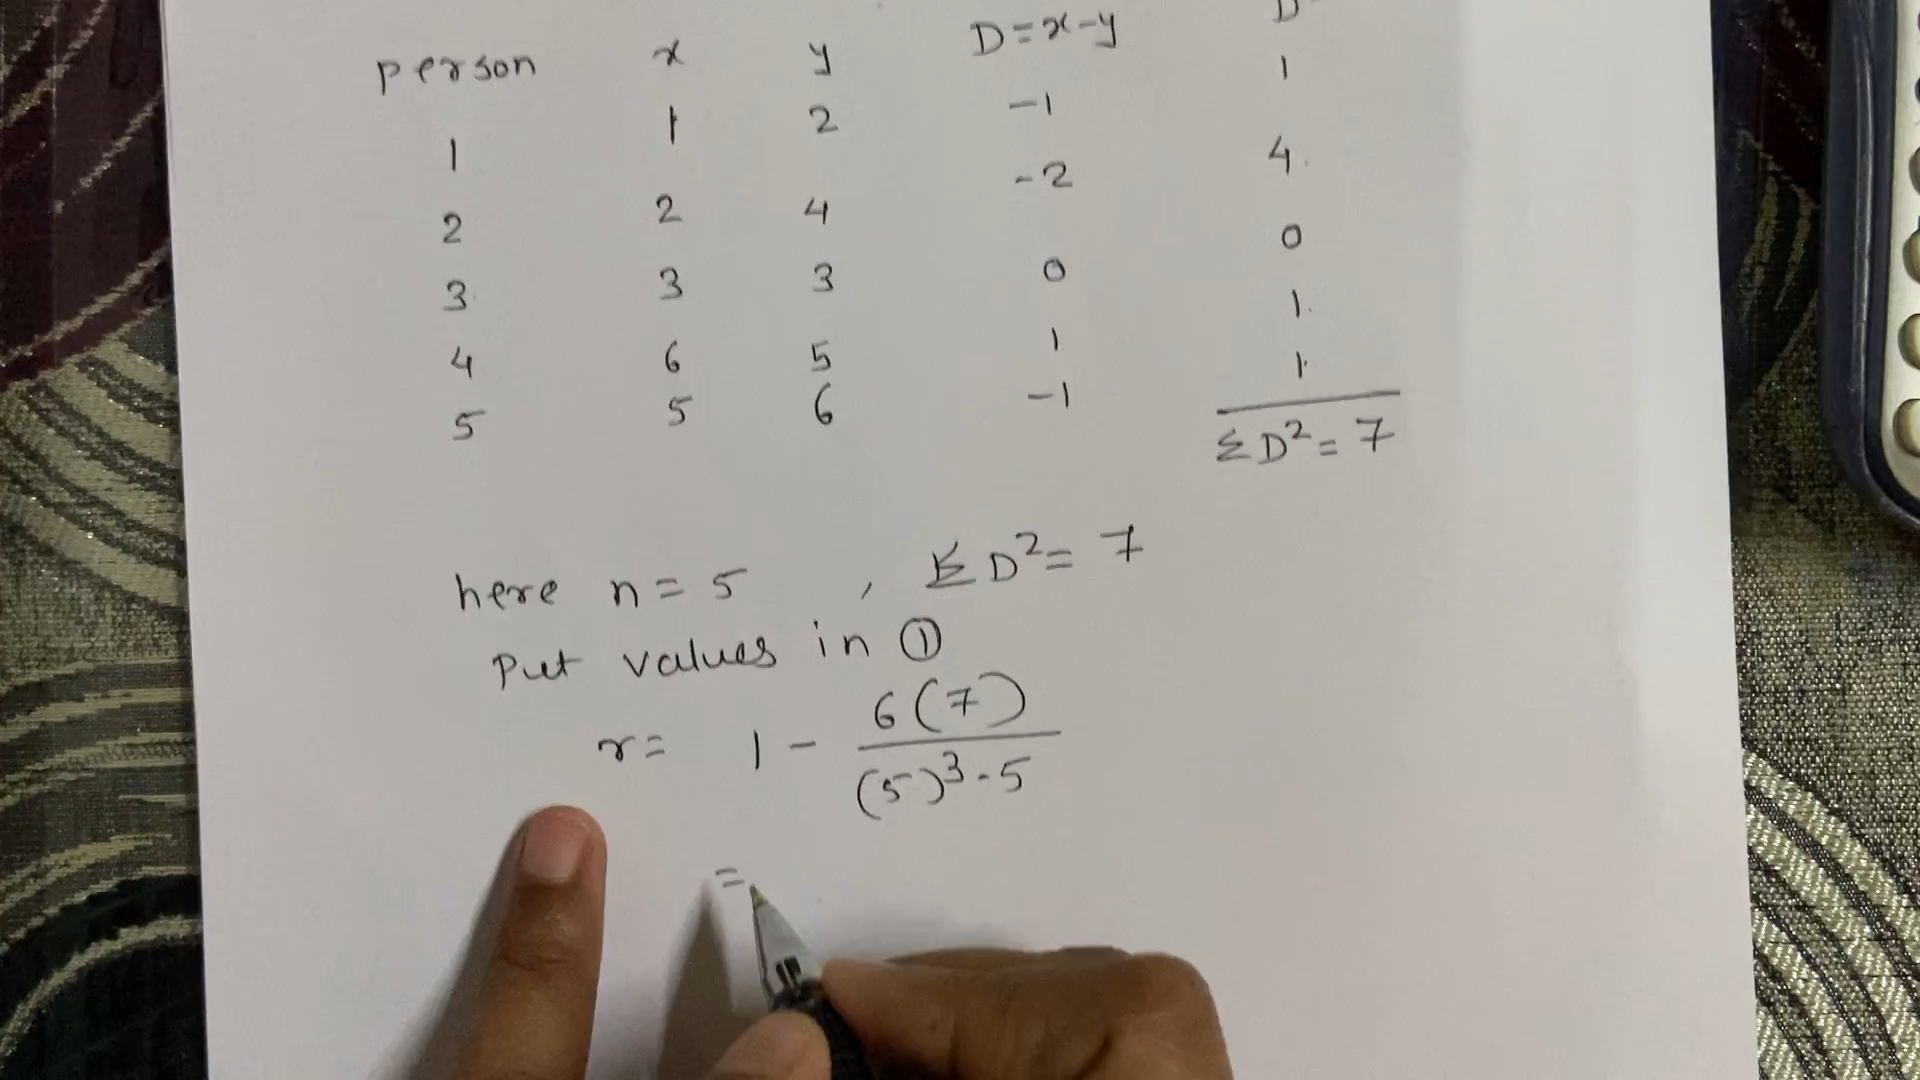 person x y D=x-y D
1 1 2 -1 1
2 2 4 -2 4
3 3 3 0 0
4 6 5 1 1
5 5 6 -1 1
ΣD²= 7
here n = 5 , ΣD²= 7
Put values in ①
r= 1 - 6(7) / (5)³-5
=